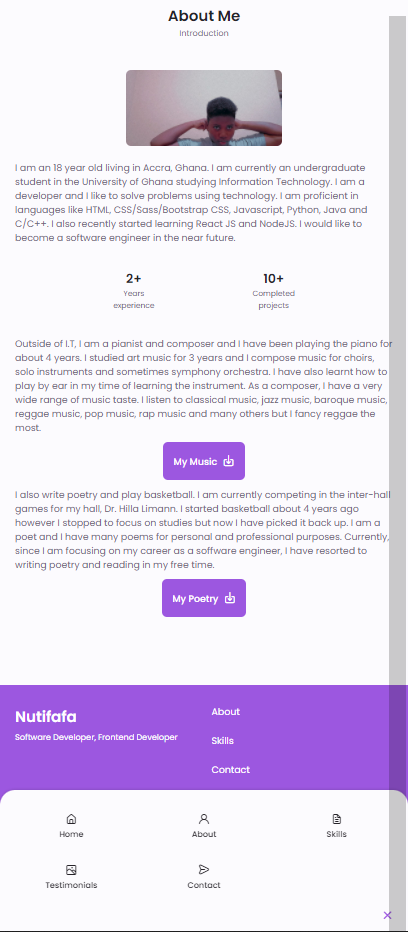 About Me
Introduction
I am an 18 year old living in Accra, Ghana. I am currently an undergraduate
student in the University of Ghana studying Information Technology. I am a
developer and I like to solve problems using technology. I am proficient in
languages like HTML, CSS/Sass/Bootstrap CSS, Javascript, Python, Java and
C/C++. I also recently started learning React JS and NodeJS. I would like to
become a software engineer in the near future.
2+
Years
experience
10+
Completed
projects
Outside of I.T, I am a pianist and composer and I have been playing the piano for
about 4 years. I studied art music for 3 years and I compose music for choirs,
solo instruments and sometimes symphony orchestra. I have also learnt how to
play by ear in my time of learning the instrument. As a composer, I have a very
wide range of music taste. I listen to classical music, jazz music, baroque music,
reggae music, pop music, rap music and many others but I fancy reggae the
most.
My Music
I also write poetry and play basketball. I am currently competing in the inter-hall
games for my hall, Dr. Hilla Limann. I started basketball about 4 years ago
however I stopped to focus on studies but now I have picked it back up. I am a
poet and I have many poems for personal and professional purposes. Currently,
since I am focusing on my career as a software engineer, I have resorted to
writing poetry and reading in my free time.
My Poetry
Nutifafa
Software Developer, Frontend Developer
About
Skills
Contact
Home
About
Skills
Testimonials
Contact